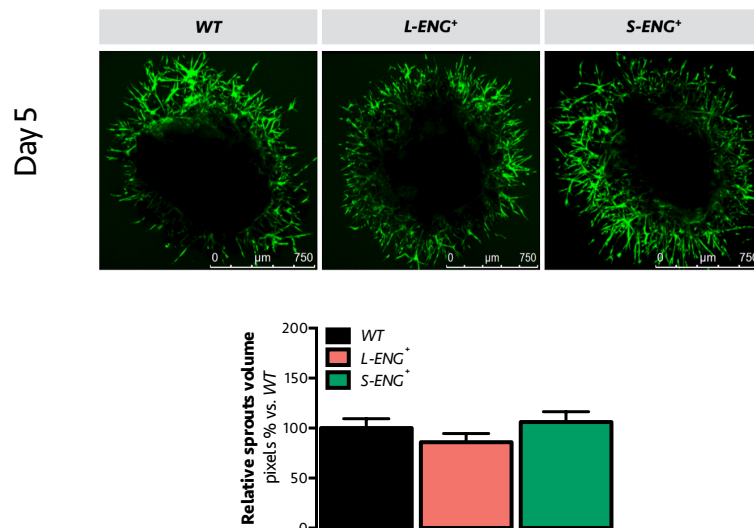 WT
L-ENG+
S-ENG+
Day 5
0 µm 750
0 µm 750
0 µm 750
Relative sprouts volume
pixels % vs. WT
200
150
100
50
0
WT
L-ENG+
S-ENG+